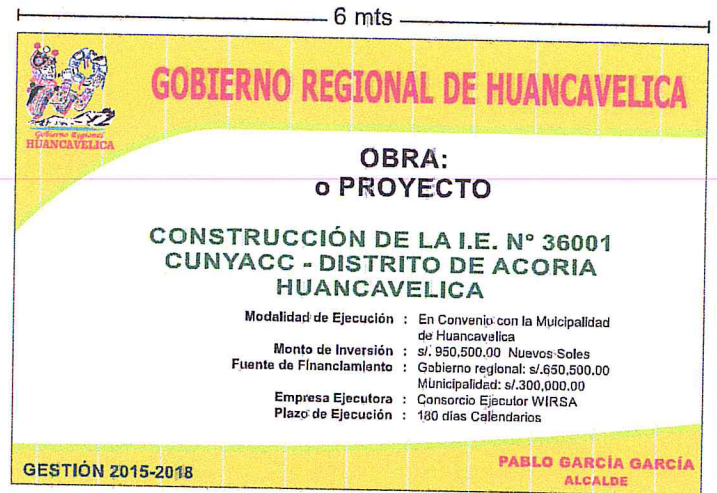 6 mts
GOBIERNO REGIONAL DE HUANCAVELICA
Gobierno Regional
HUANCAVELICA
OBRA:
o PROYECTO
CONSTRUCCIÓN DE LA I.E. N° 36001
CUNYACC - DISTRITO DE ACORIA
HUANCAVELICA
Modalidad de Ejecución : En Convenio con la Muicipalidad
de Huancavelica
Monto de Inversión : s/. 950,500.00 Nuevos Soles
Fuente de Financiamiento : Gobierno regional: s/.650,500.00
Municipalidad: s/.300,000.00
Empresa Ejecutora : Consorcio Ejecutor WIRSA
Plazo de Ejecución : 180 días Calendarios
GESTIÓN 2015-2018
PABLO GARCÍA GARCÍA
ALCALDE